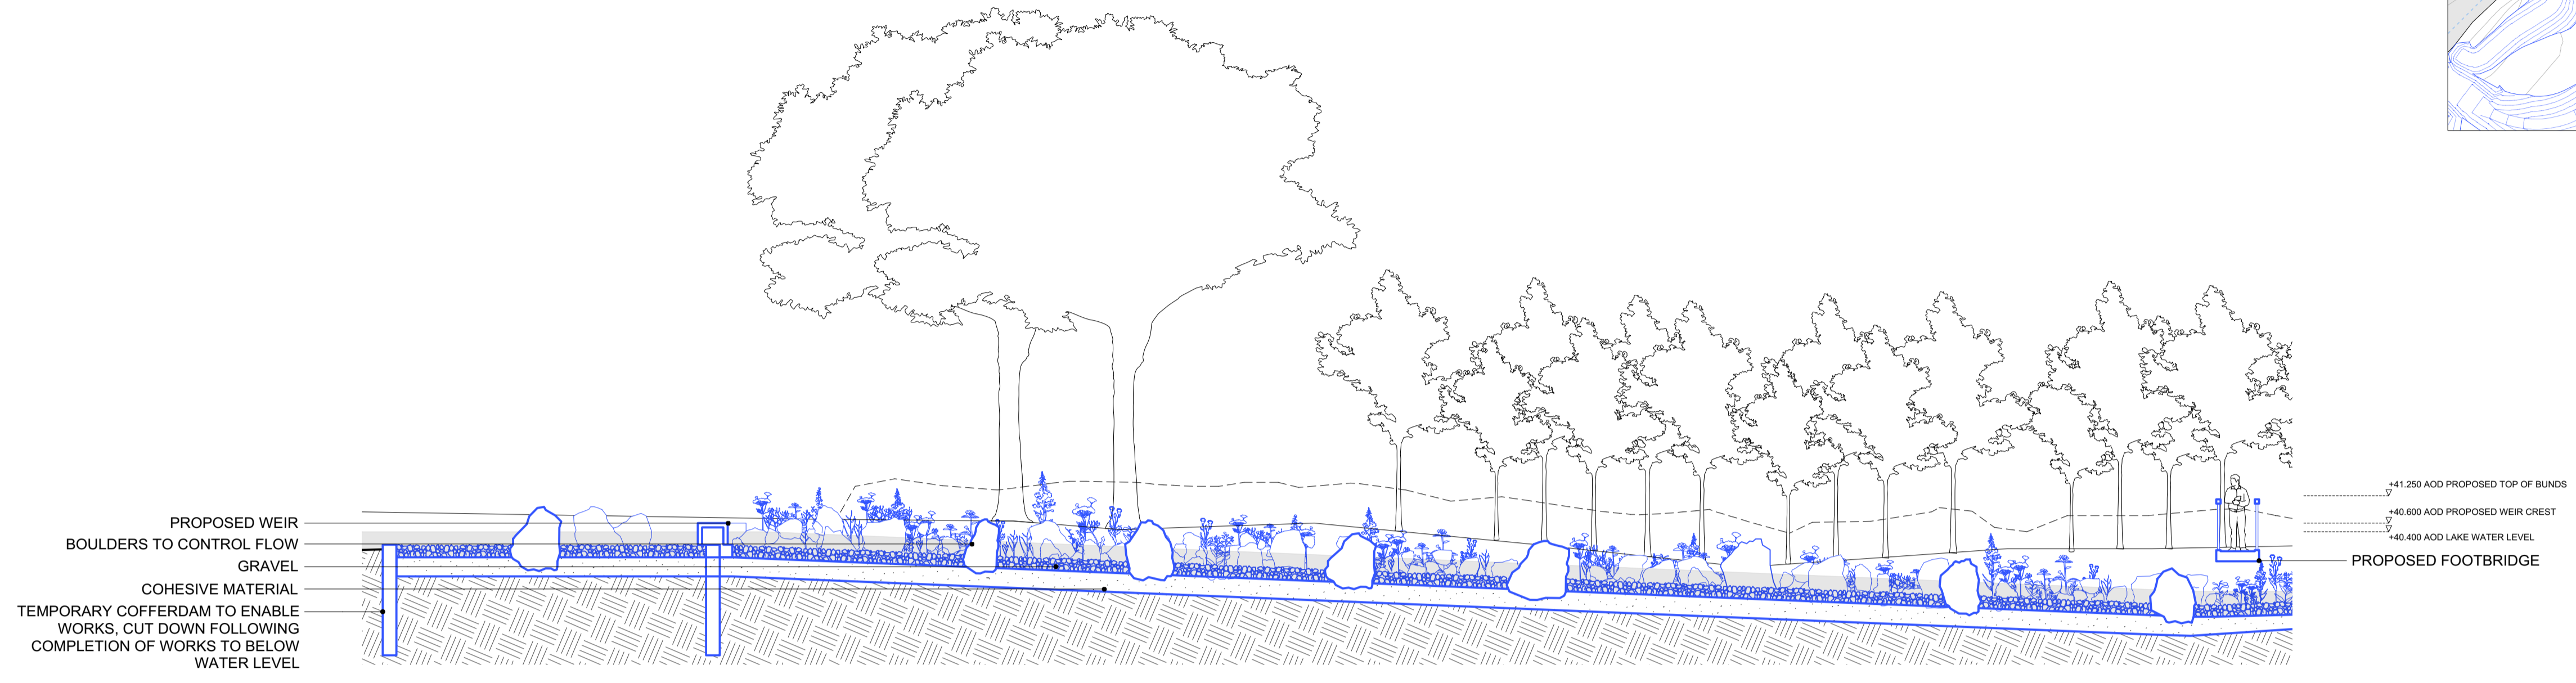 PROPOSED WEIR
BOULDERS TO CONTROL FLOW
GRAVEL
COHESIVE MATERIAL
TEMPORARY COFFERDAM TO ENABLE
WORKS, CUT DOWN FOLLOWING
COMPLETION OF WORKS TO BELOW
WATER LEVEL
+41.250 AOD PROPOSED TOP OF BUNDS
+40.600 AOD PROPOSED WEIR CREST
+40.400 AOD LAKE WATER LEVEL
PROPOSED FOOTBRIDGE